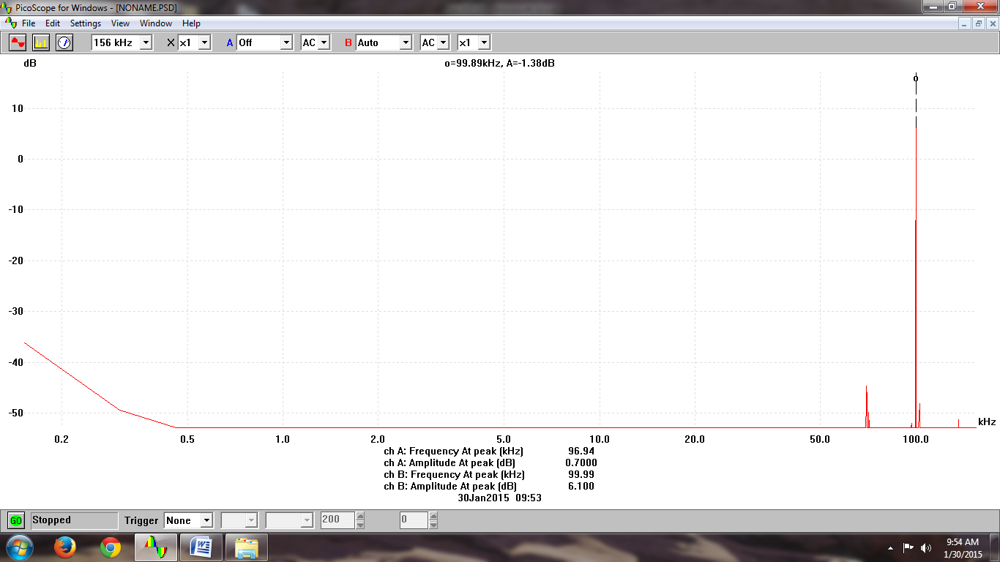 PicoScope for Windows - [NONAME.PSD]
File Edit Settings View Window Help
156 kHz X x1 A Off AC B Auto AC x1
dB
o=99.89kHz, A=-1.38dB
o
10
0
-10
-20
-30
-40
-50
kHz
0.2 0.5 1.0 2.0 5.0 10.0 20.0 50.0 100.0
ch A: Frequency At peak (kHz) 96.94
ch A: Amplitude At peak (dB) 0.7000
ch B: Frequency At peak (kHz) 99.99
ch B: Amplitude At peak (dB) 6.100
30Jan2015 09:53
GO Stopped Trigger None 200 0
9:54 AM
1/30/2015